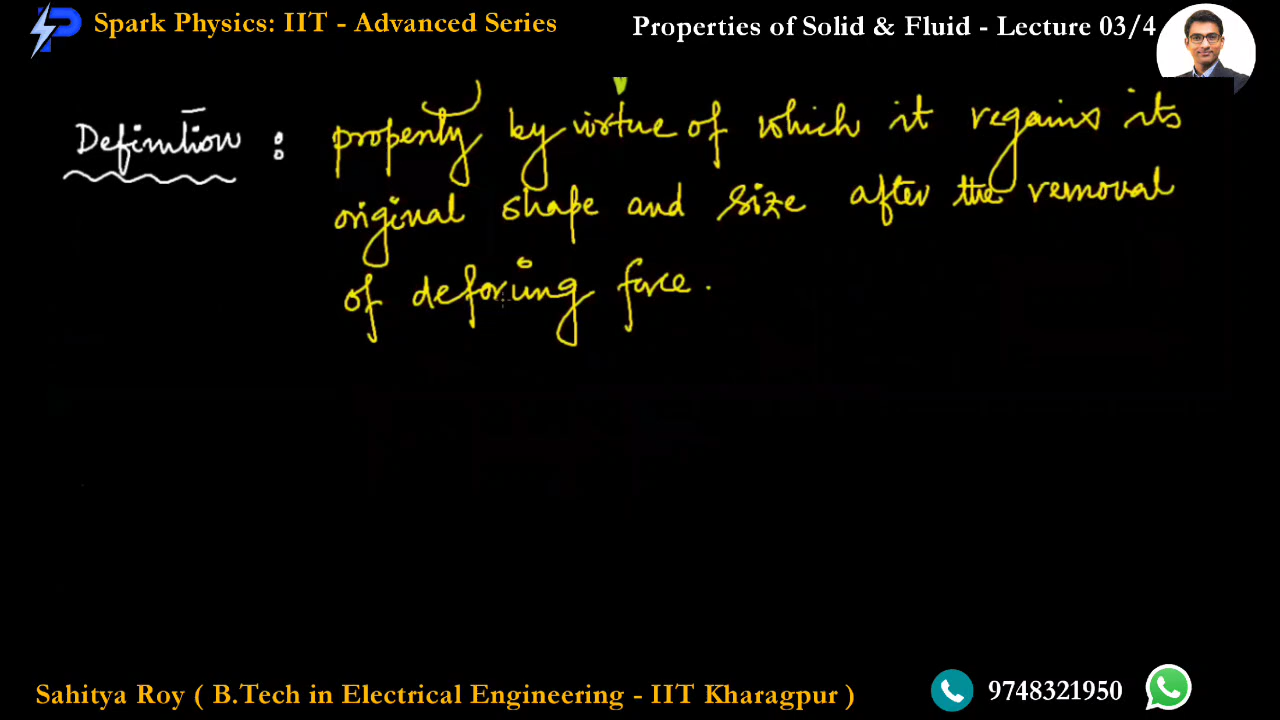 Spark Physics: IIT - Advanced Series
Properties of Solid & Fluid - Lecture 03/4
Definition : property by virtue of which it regains its
original shape and size after the removal
of deforming force.
Sahitya Roy ( B.Tech in Electrical Engineering - IIT Kharagpur )
9748321950